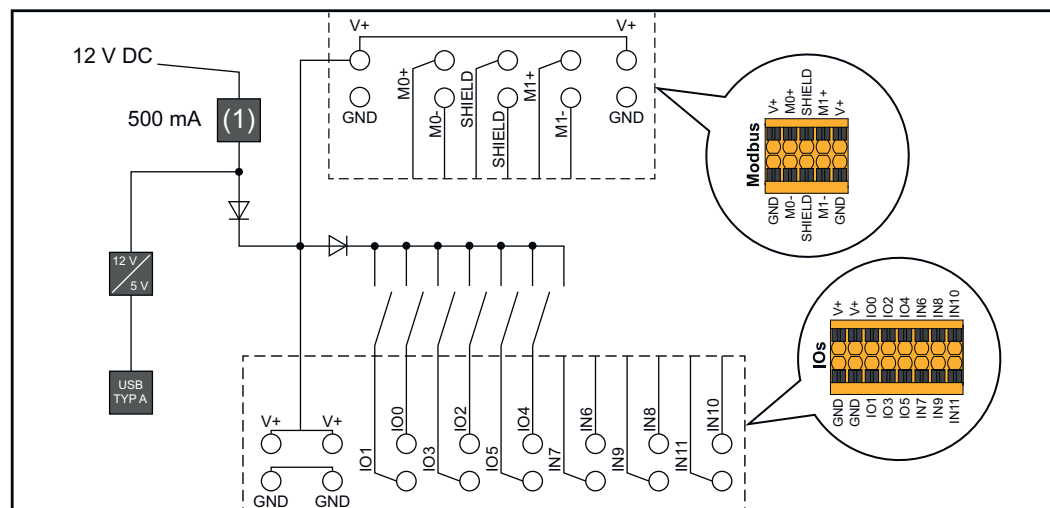 12 V DC
500 mA
(1)
12 V
5 V
USB
TYP A
V+
V+
GND
GND
M0+
M0-
SHIELD
SHIELD
M1+
M1-
V+ M0+ SHIELD M1+ V+
Modbus
GND M0- SHIELD M1- GND
V+ V+
GND GND
IO1
IO0
IO3
IO2
IO5
IO4
IN7
IN6
IN9
IN8
IN11
IN10
V+ V+ IO0 IO2 IO4 IN6 IN8 IN10
IOs
GND GND IO1 IO3 IO5 IN7 IN9 IN11